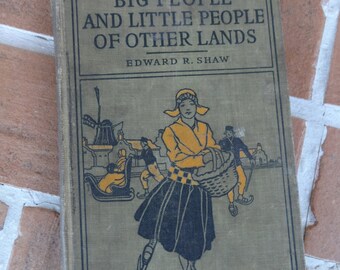 BIG PEOPLE
AND LITTLE PEOPLE
OF OTHER LANDS
EDWARD R. SHAW